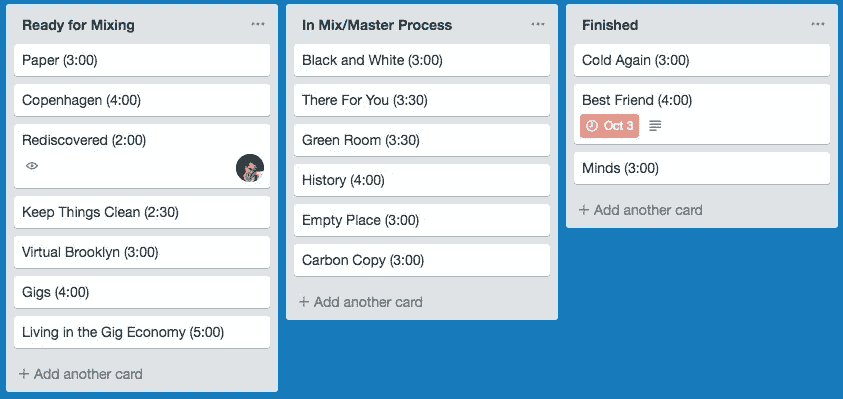 Ready for Mixing
Paper (3:00)
Copenhagen (4:00)
Rediscovered (2:00)
Keep Things Clean (2:30)
Virtual Brooklyn (3:00)
Gigs (4:00)
Living in the Gig Economy (5:00)
+ Add another card
In Mix/Master Process
Black and White (3:00)
There For You (3:30)
Green Room (3:30)
History (4:00)
Empty Place (3:00)
Carbon Copy (3:00)
+ Add another card
Finished
Cold Again (3:00)
Best Friend (4:00)
Oct 3
Minds (3:00)
+ Add another card